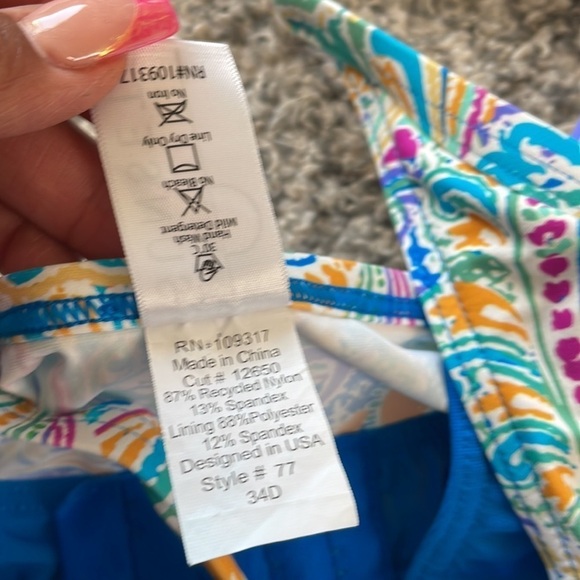 RN#109317
No Iron
Line Dry Only
No Bleach
Mild Detergent
Hand Wash
30°C
RN-109317
Made in China
Cut # 12650
87% Recycled Nylon
13% Spandex
Lining 88%Polyester
12% Spandex
Designed in USA
Style # 77
34D